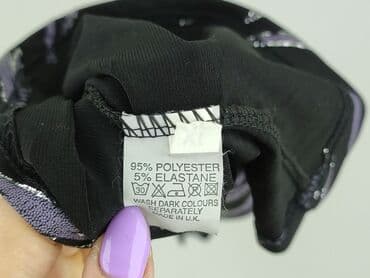 95% POLYESTER
5% ELASTANE
WASH DARK COLOURS
SEPARATELY
MADE IN U.K.